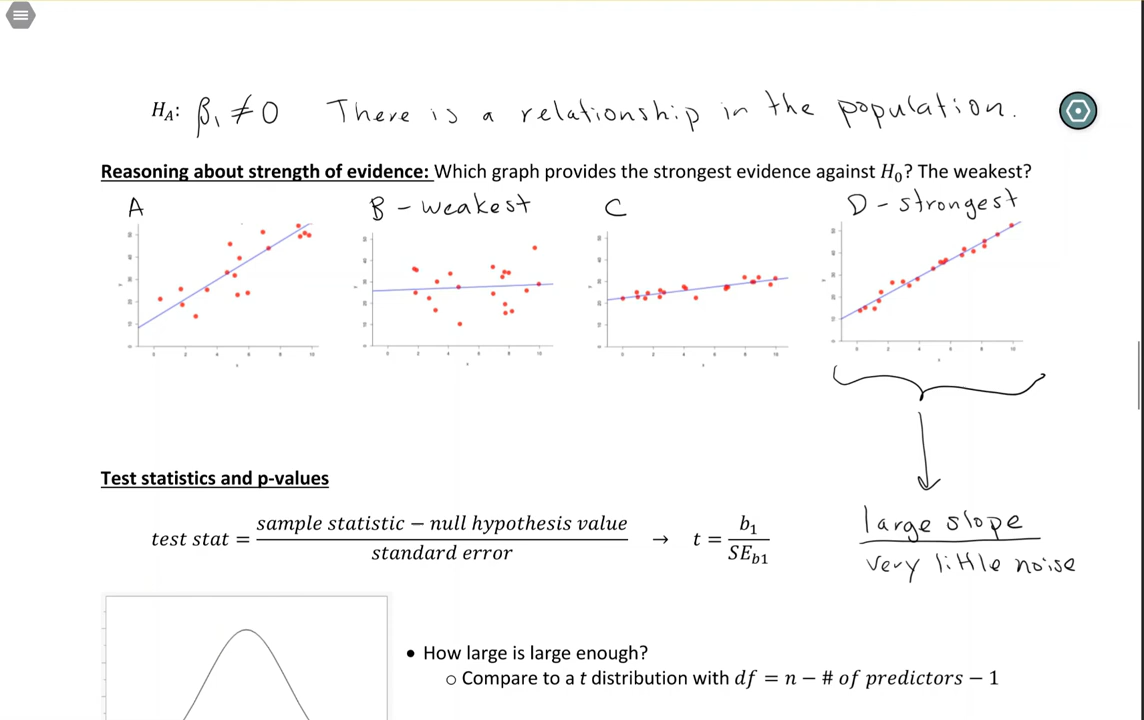 H_A: β₁ ≠ 0 There is a relationship in the population.
Reasoning about strength of evidence: Which graph provides the strongest evidence against H₀? The weakest?
A B - weakest C D - strongest
Test statistics and p-values
test stat = (sample statistic − null hypothesis value) / (standard error) → t = b₁ / SE_b1
large slope
very little noise
• How large is large enough?
○ Compare to a t distribution with df = n − # of predictors − 1